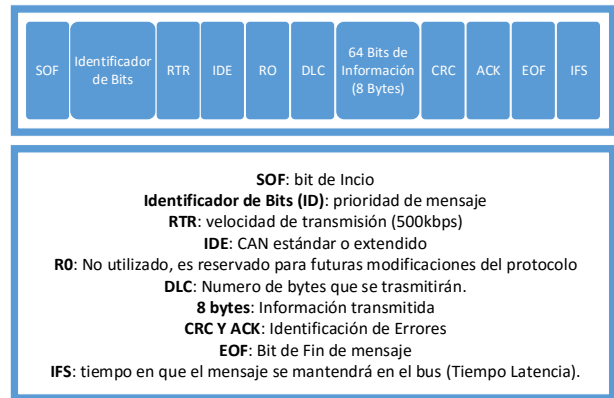 SOF
Identificador
de Bits
RTR
IDE
RO
DLC
64 Bits de
Información
(8 Bytes)
CRC
ACK
EOF
IFS
SOF: bit de Incio
Identificador de Bits (ID): prioridad de mensaje
RTR: velocidad de transmisión (500kbps)
IDE: CAN estándar o extendido
R0: No utilizado, es reservado para futuras modificaciones del protocolo
DLC: Numero de bytes que se trasmitirán.
8 bytes: Información transmitida
CRC Y ACK: Identificación de Errores
EOF: Bit de Fin de mensaje
IFS: tiempo en que el mensaje se mantendrá en el bus (Tiempo Latencia).